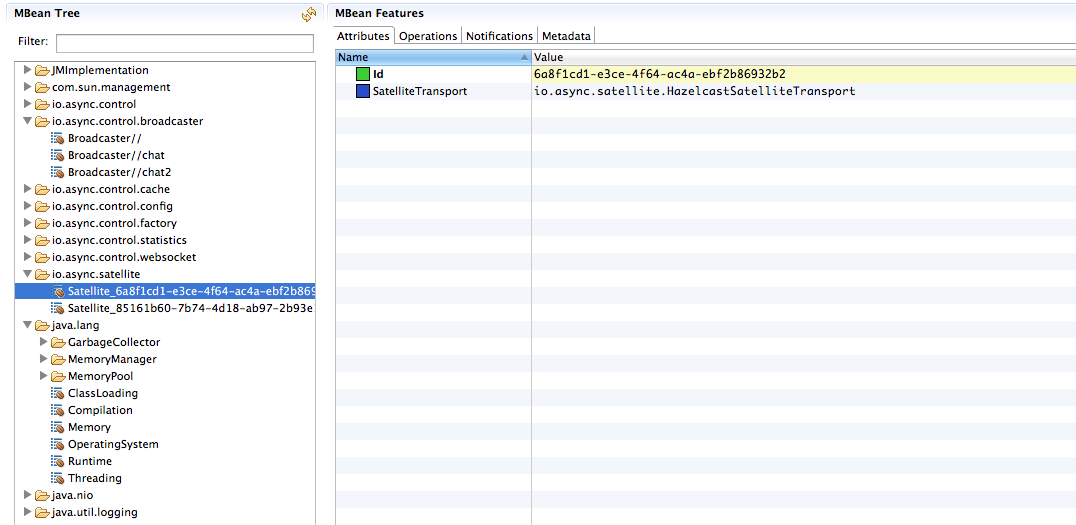 MBean Tree
Filter:
JMImplementation
com.sun.management
io.async.control
io.async.control.broadcaster
Broadcaster//
Broadcaster//chat
Broadcaster//chat2
io.async.control.cache
io.async.control.config
io.async.control.factory
io.async.control.statistics
io.async.control.websocket
io.async.satellite
Satellite_6a8f1cd1-e3ce-4f64-ac4a-ebf2b869
Satellite_85161b60-7b74-4d18-ab97-2b93e
java.lang
GarbageCollector
MemoryManager
MemoryPool
ClassLoading
Compilation
Memory
OperatingSystem
Runtime
Threading
java.nio
java.util.logging
MBean Features
Attributes Operations Notifications Metadata
Name Value
Id 6a8f1cd1-e3ce-4f64-ac4a-ebf2b86932b2
SatelliteTransport io.async.satellite.HazelcastSatelliteTransport